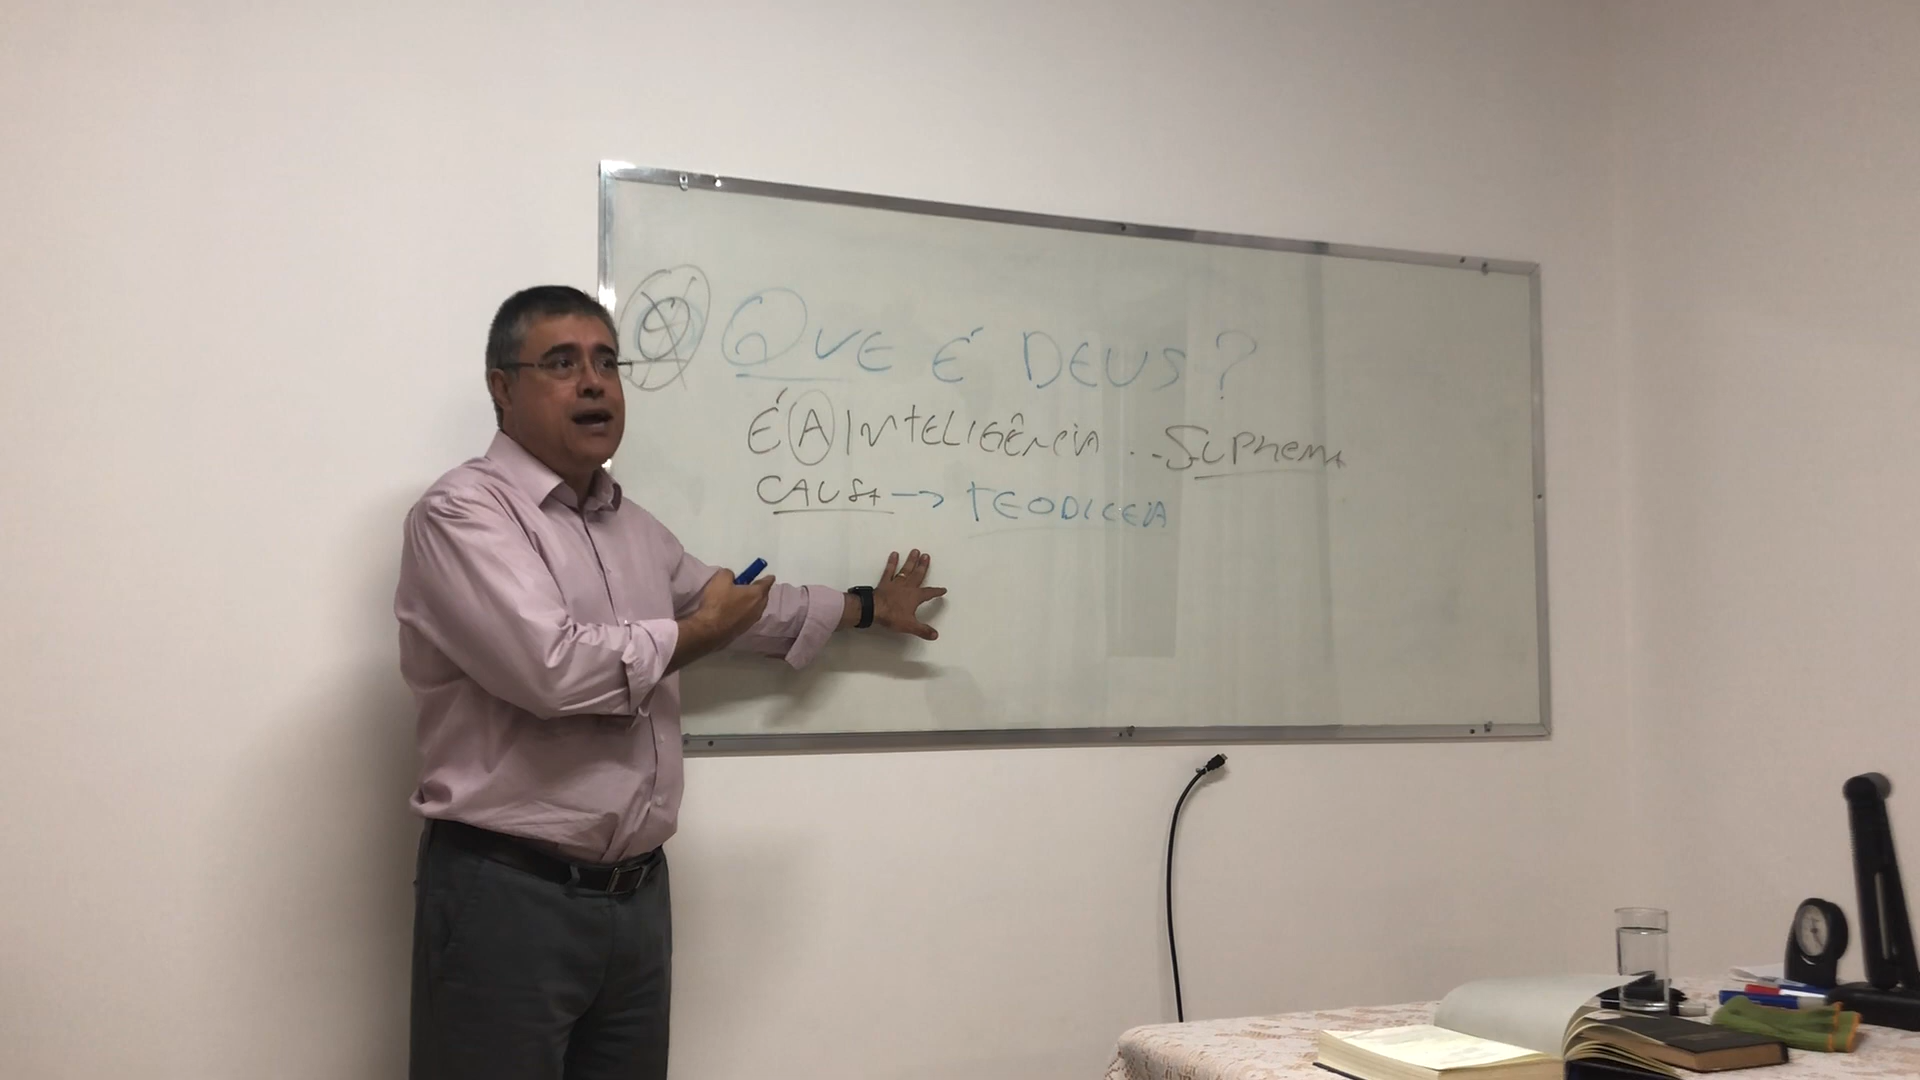 O QUE É DEUS?
É A INTELIGÊNCIA ... SUPREMA
CAUSA → TEODICEIA